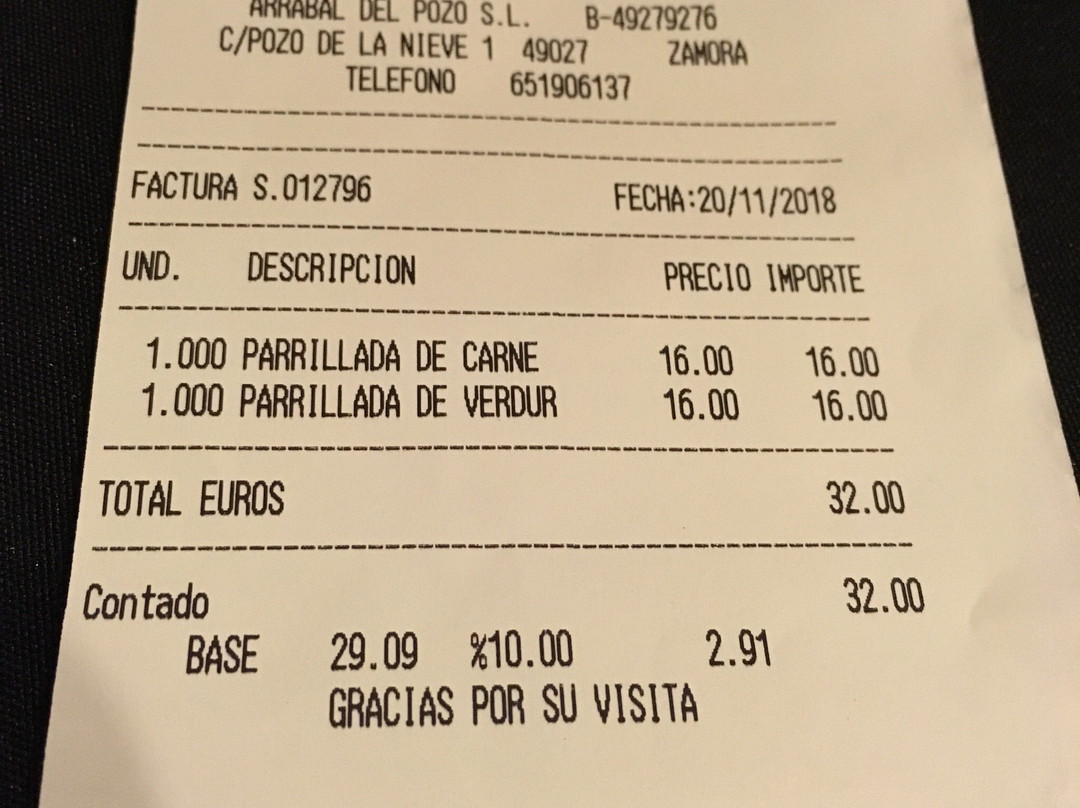 ARRABAL DEL POZO S.L. B-49279276
C/POZO DE LA NIEVE 1 49027 ZAMORA
TELEFONO 651906137
FACTURA S.012796 FECHA:20/11/2018
UND. DESCRIPCION PRECIO IMPORTE
1.000 PARRILLADA DE CARNE 16.00 16.00
1.000 PARRILLADA DE VERDUR 16.00 16.00
TOTAL EUROS 32.00
Contado 32.00
BASE 29.09 %10.00 2.91
GRACIAS POR SU VISITA